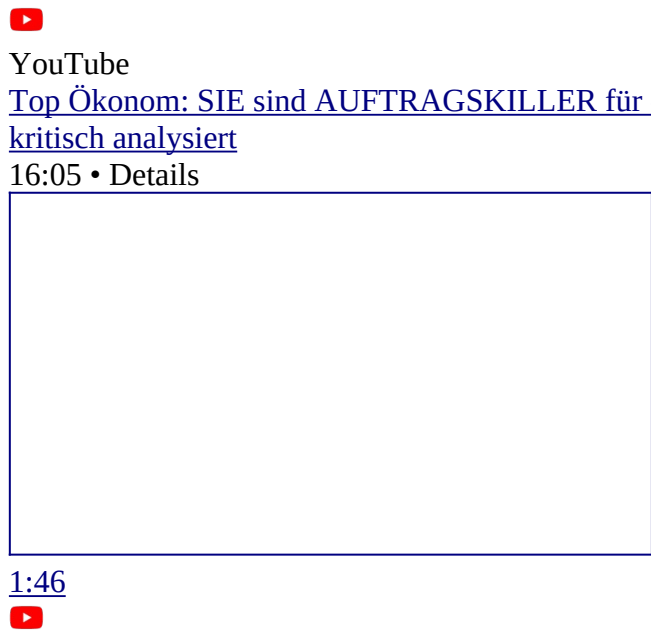 YouTube
Top Ökonom: SIE sind AUFTRAGSKILLER für
kritisch analysiert
16:05 • Details
1:46